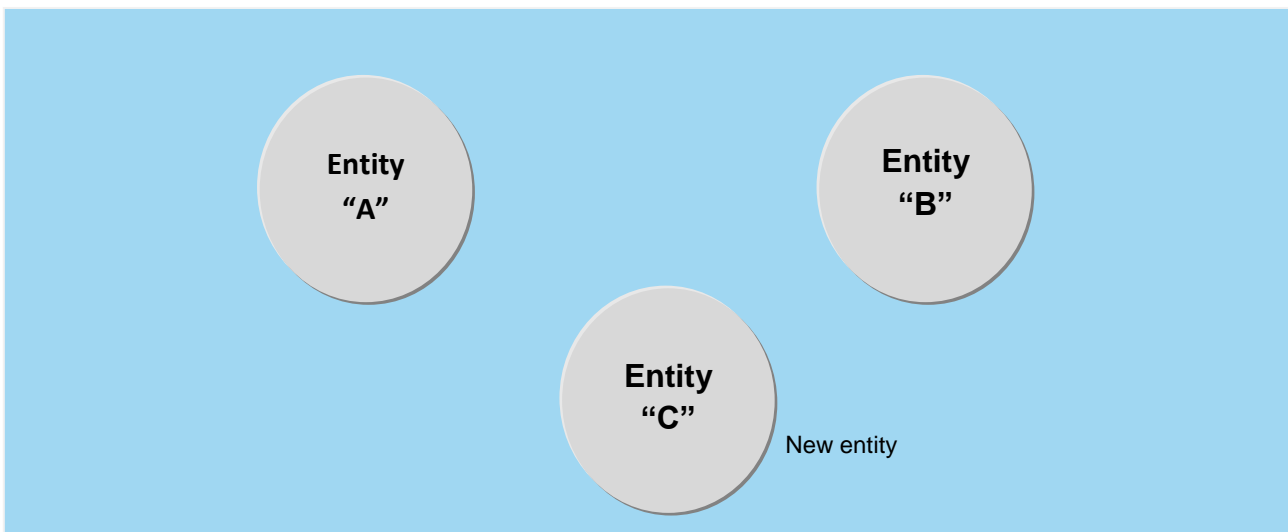 Entity
“A”
Entity
“B”
Entity
“C”
New entity